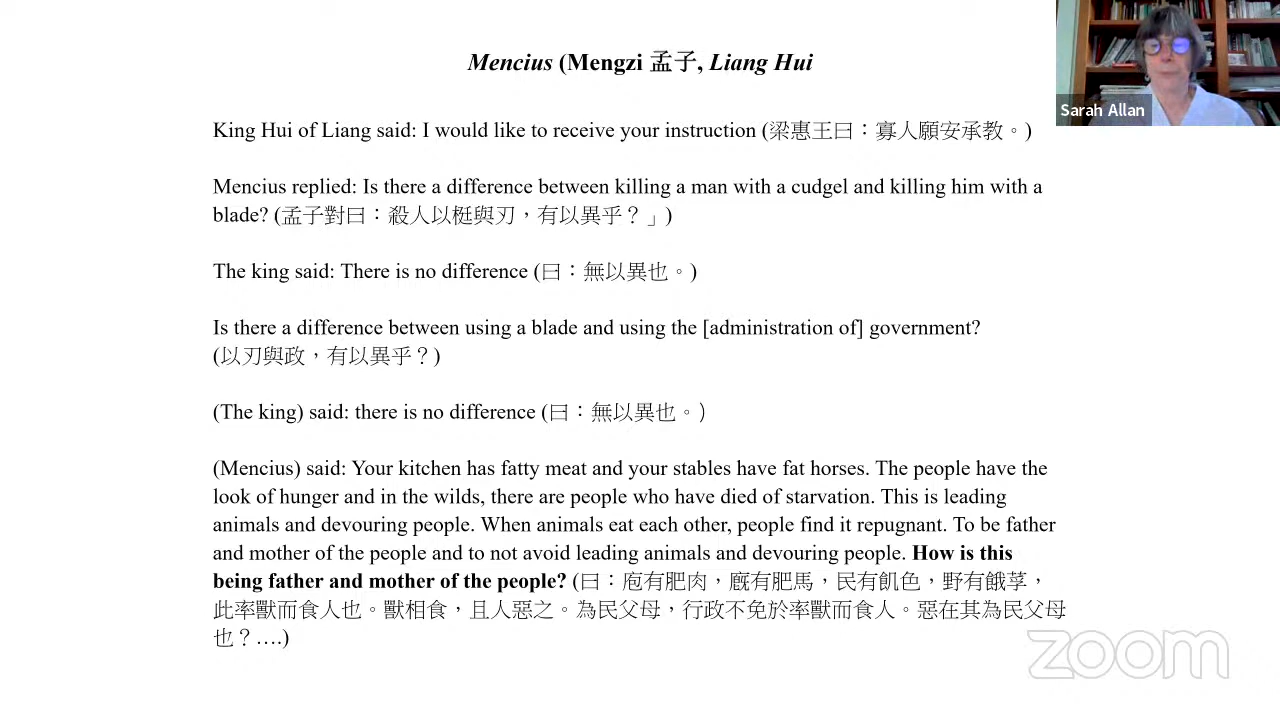 Mencius (Mengzi 孟子, Liang Hui
Sarah Allan
King Hui of Liang said: I would like to receive your instruction (梁惠王曰：寡人願安承教。)
Mencius replied: Is there a difference between killing a man with a cudgel and killing him with a
blade? (孟子對曰：殺人以梃與刃，有以異乎？」)
The king said: There is no difference (曰：無以異也。)
Is there a difference between using a blade and using the [administration of] government?
(以刃與政，有以異乎？)
(The king) said: there is no difference (曰：無以異也。)
(Mencius) said: Your kitchen has fatty meat and your stables have fat horses. The people have the
look of hunger and in the wilds, there are people who have died of starvation. This is leading
animals and devouring people. When animals eat each other, people find it repugnant. To be father
and mother of the people and to not avoid leading animals and devouring people. How is this
being father and mother of the people? (曰：庖有肥肉，廄有肥馬，民有飢色，野有餓莩，
此率獸而食人也。獸相食，且人惡之。為民父母，行政不免於率獸而食人。惡在其為民父母
也？….)
zoom